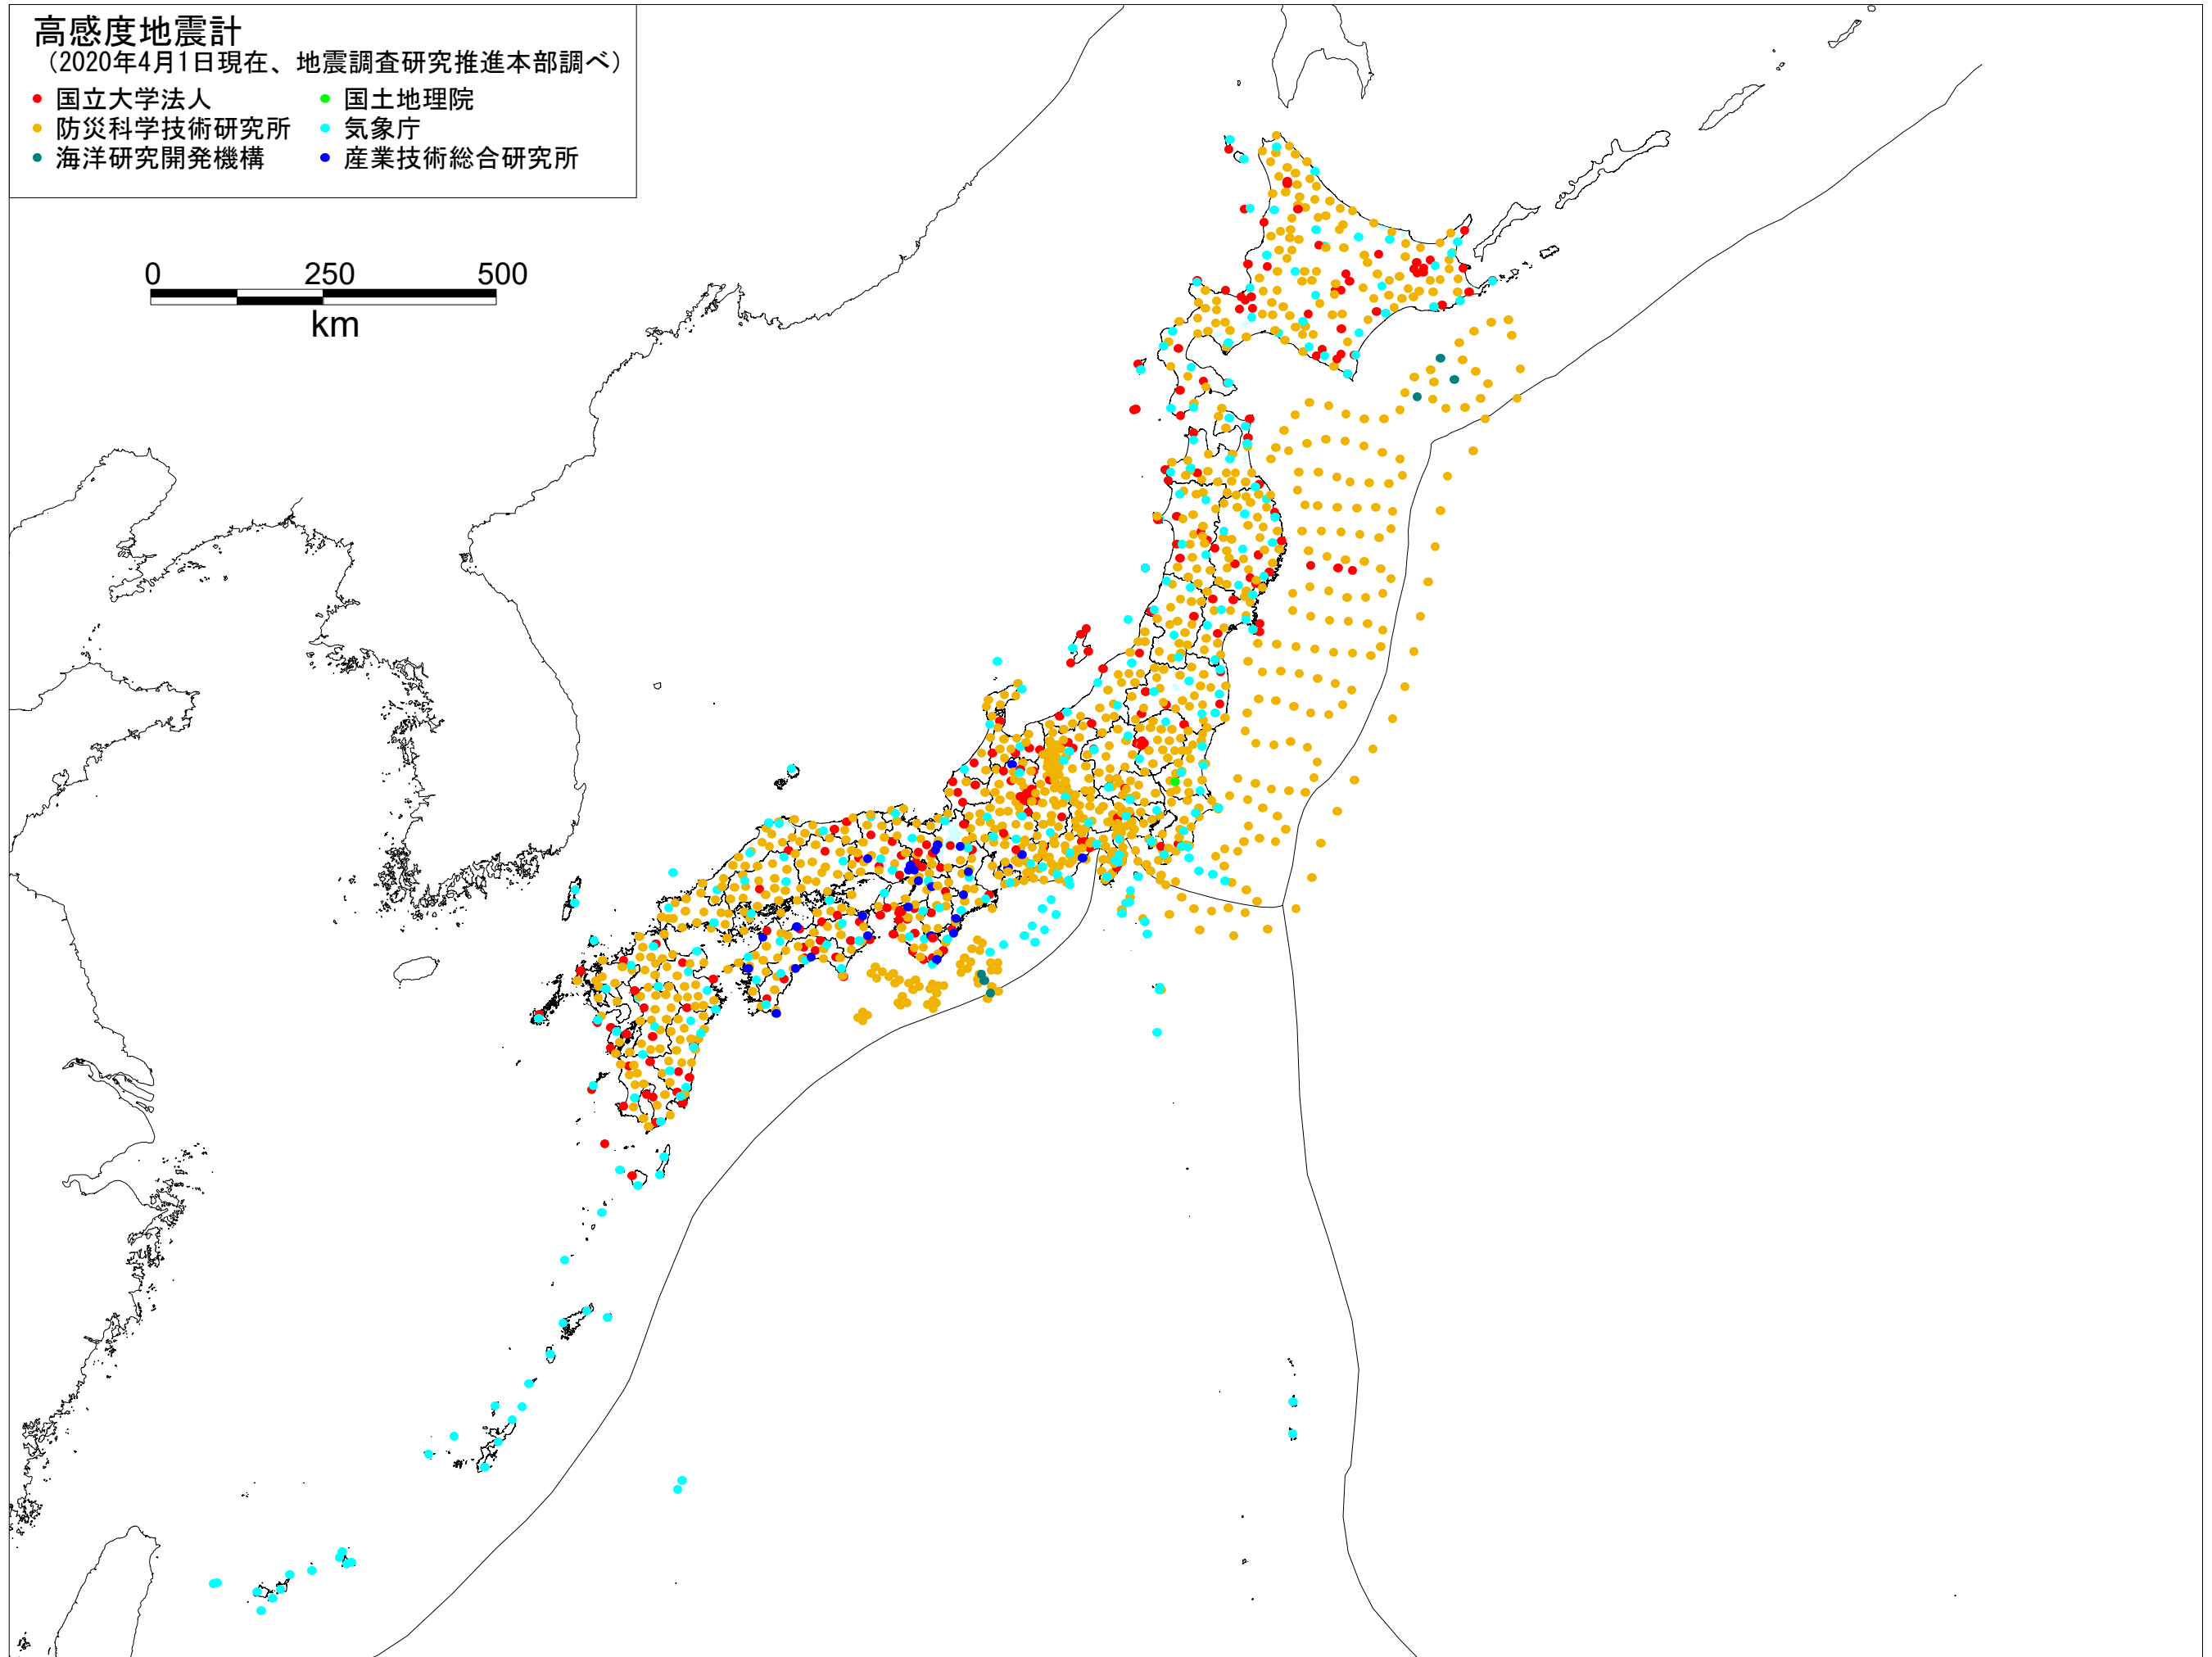 高感度地震計
（2020年4月1日現在、地震調査研究推進本部調べ）
国立大学法人 国土地理院
防災科学技術研究所 気象庁
海洋研究開発機構 産業技術総合研究所
0 250 500
km